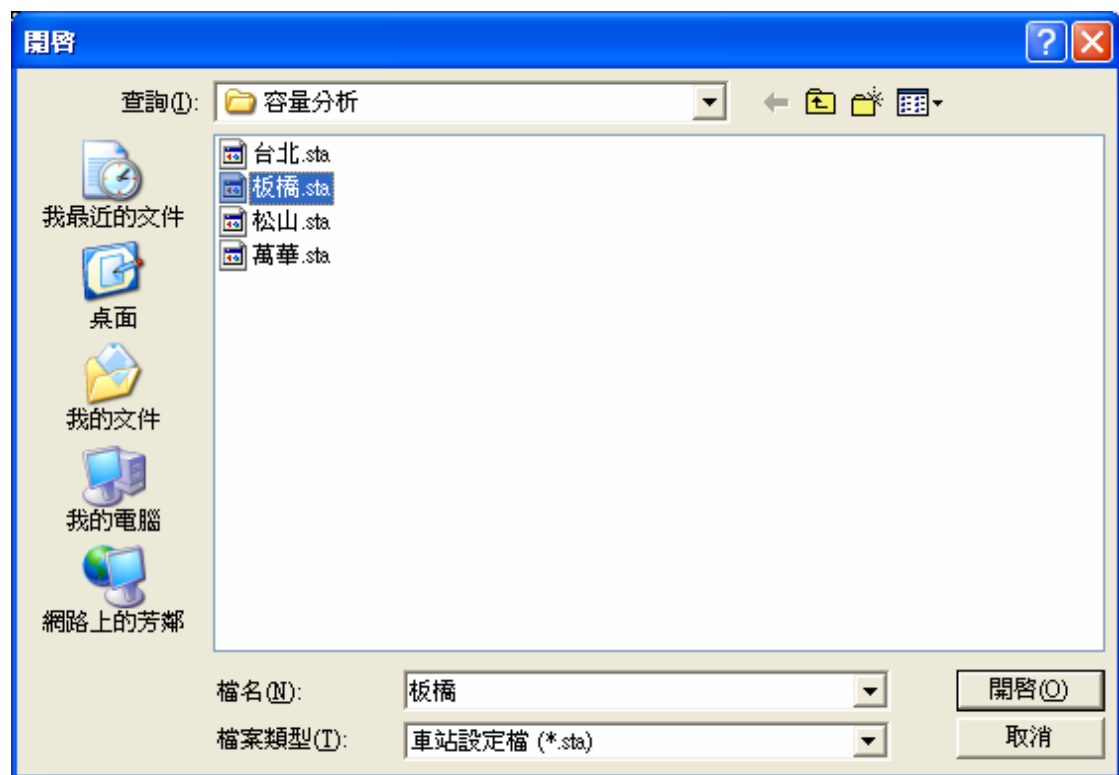 開啓
查詢(I):
容量分析
台北.sta
板橋.sta
松山.sta
萬華.sta
我最近的文件
桌面
我的文件
我的電腦
網路上的芳鄰
檔名(N):
板橋
開啓(O)
檔案類型(T):
車站設定檔 (*.sta)
取消